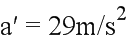 a′ = 29m/s²